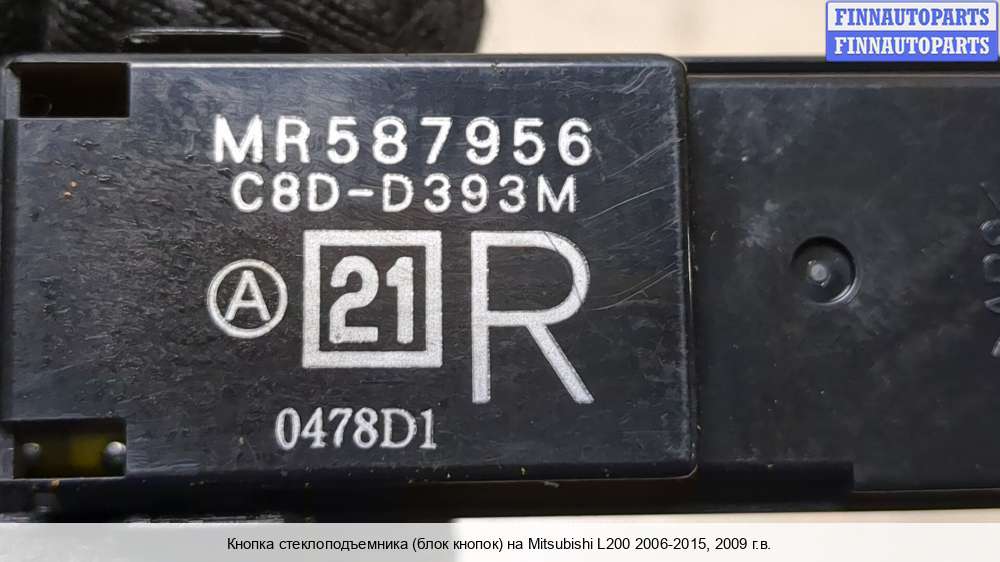 FINNAUTOPARTS
FINNAUTOPARTS
MR587956
C8D-D393M
A 21 R
0478D1
Кнопка стеклоподъемника (блок кнопок) на Mitsubishi L200 2006-2015, 2009 г.в.